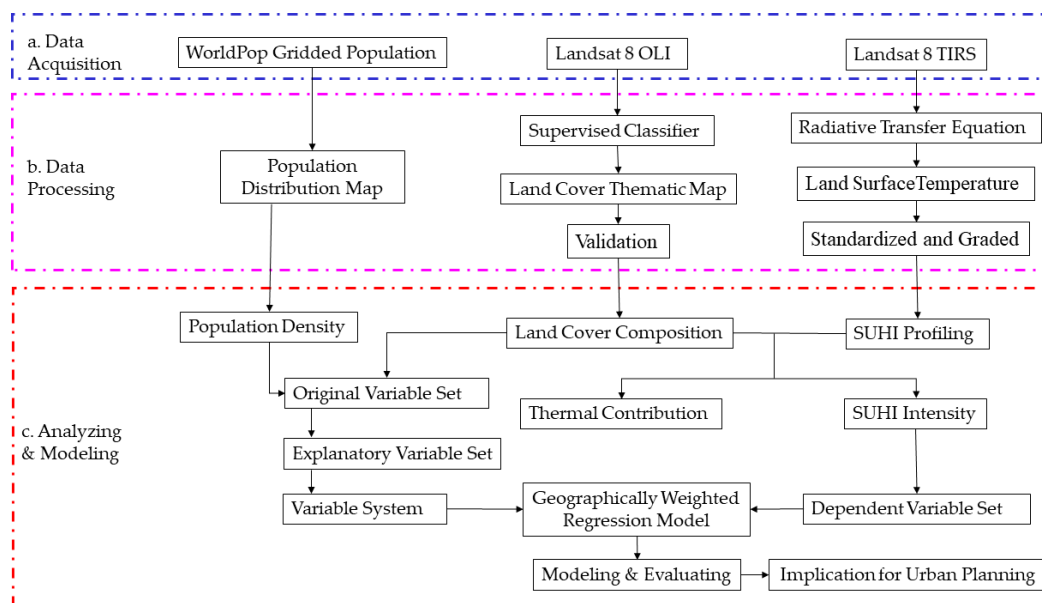 a. Data
Acquisition
WorldPop Gridded Population
Landsat 8 OLI
Landsat 8 TIRS
b. Data
Processing
Supervised Classifier
Radiative Transfer Equation
Population
Distribution Map
Land Cover Thematic Map
Land Surface Temperature
Validation
Standardized and Graded
c. Analyzing
& Modeling
Population Density
Land Cover Composition
SUHI Profiling
Original Variable Set
Thermal Contribution
SUHI Intensity
Explanatory Variable Set
Variable System
Geographically Weighted
Regression Model
Dependent Variable Set
Modeling & Evaluating
Implication for Urban Planning